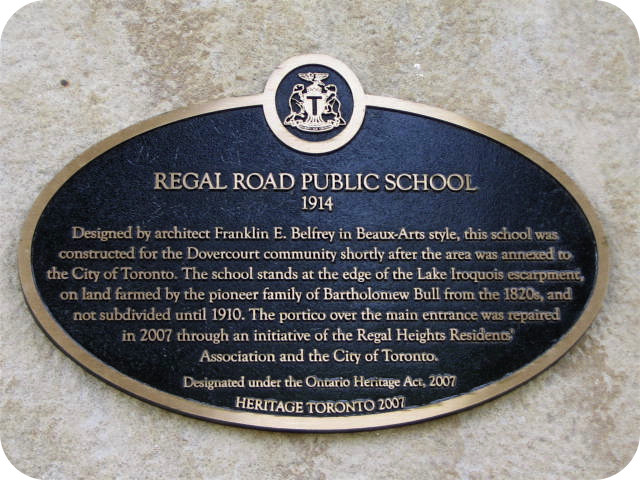 T
REGAL ROAD PUBLIC SCHOOL
1914
Designed by architect Franklin E. Belfrey in Beaux-Arts style, this school was
constructed for the Dovercourt community shortly after the area was annexed to
the City of Toronto. The school stands at the edge of the Lake Iroquois escarpment,
on land farmed by the pioneer family of Bartholomew Bull from the 1820s, and
not subdivided until 1910. The portico over the main entrance was repaired
in 2007 through an initiative of the Regal Heights Residents'
Association and the City of Toronto.
Designated under the Ontario Heritage Act, 2007
HERITAGE TORONTO 2007